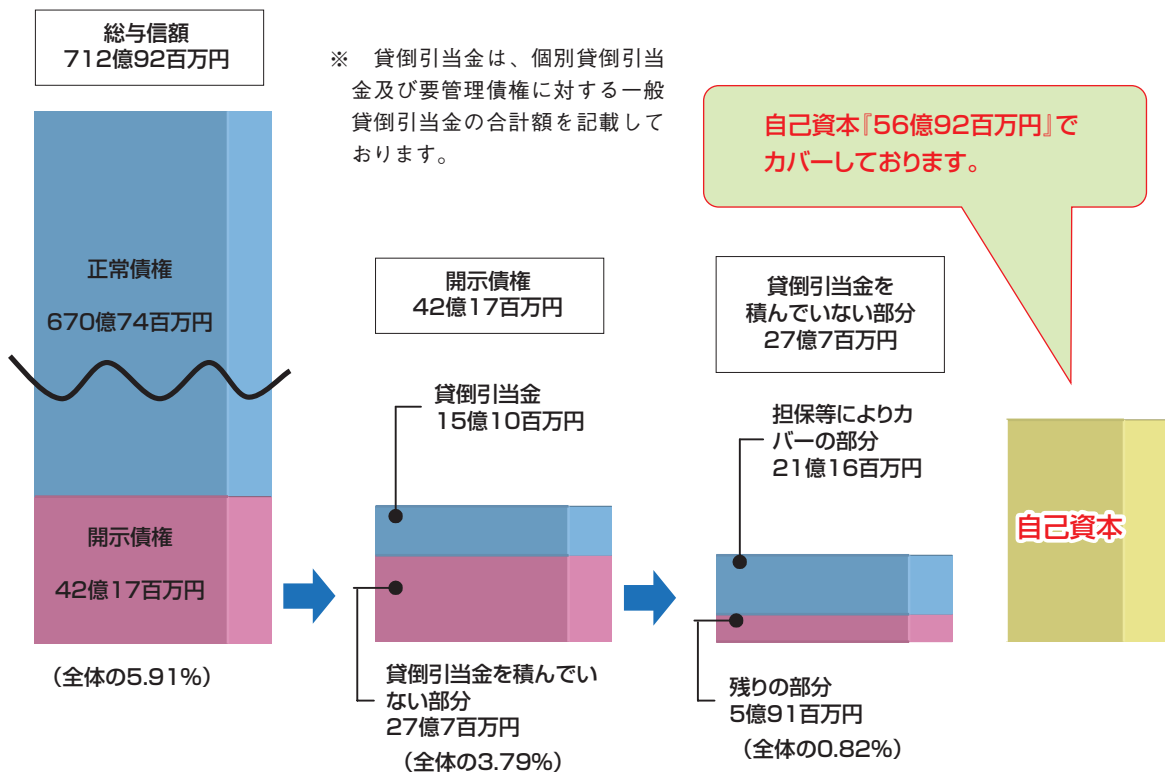 総与信額
712億92百万円
※　貸倒引当金は、個別貸倒引当
金及び要管理債権に対する一般
貸倒引当金の合計額を記載して
おります。
自己資本『56億92百万円』で
カバーしております。
正常債権
670億74百万円
開示債権
42億17百万円
（全体の5.91%）
開示債権
42億17百万円
貸倒引当金
15億10百万円
貸倒引当金を積んでい
ない部分
27億7百万円
（全体の3.79%）
貸倒引当金を
積んでいない部分
27億7百万円
担保等によりカ
バーの部分
21億16百万円
残りの部分
5億91百万円
（全体の0.82%）
自己資本